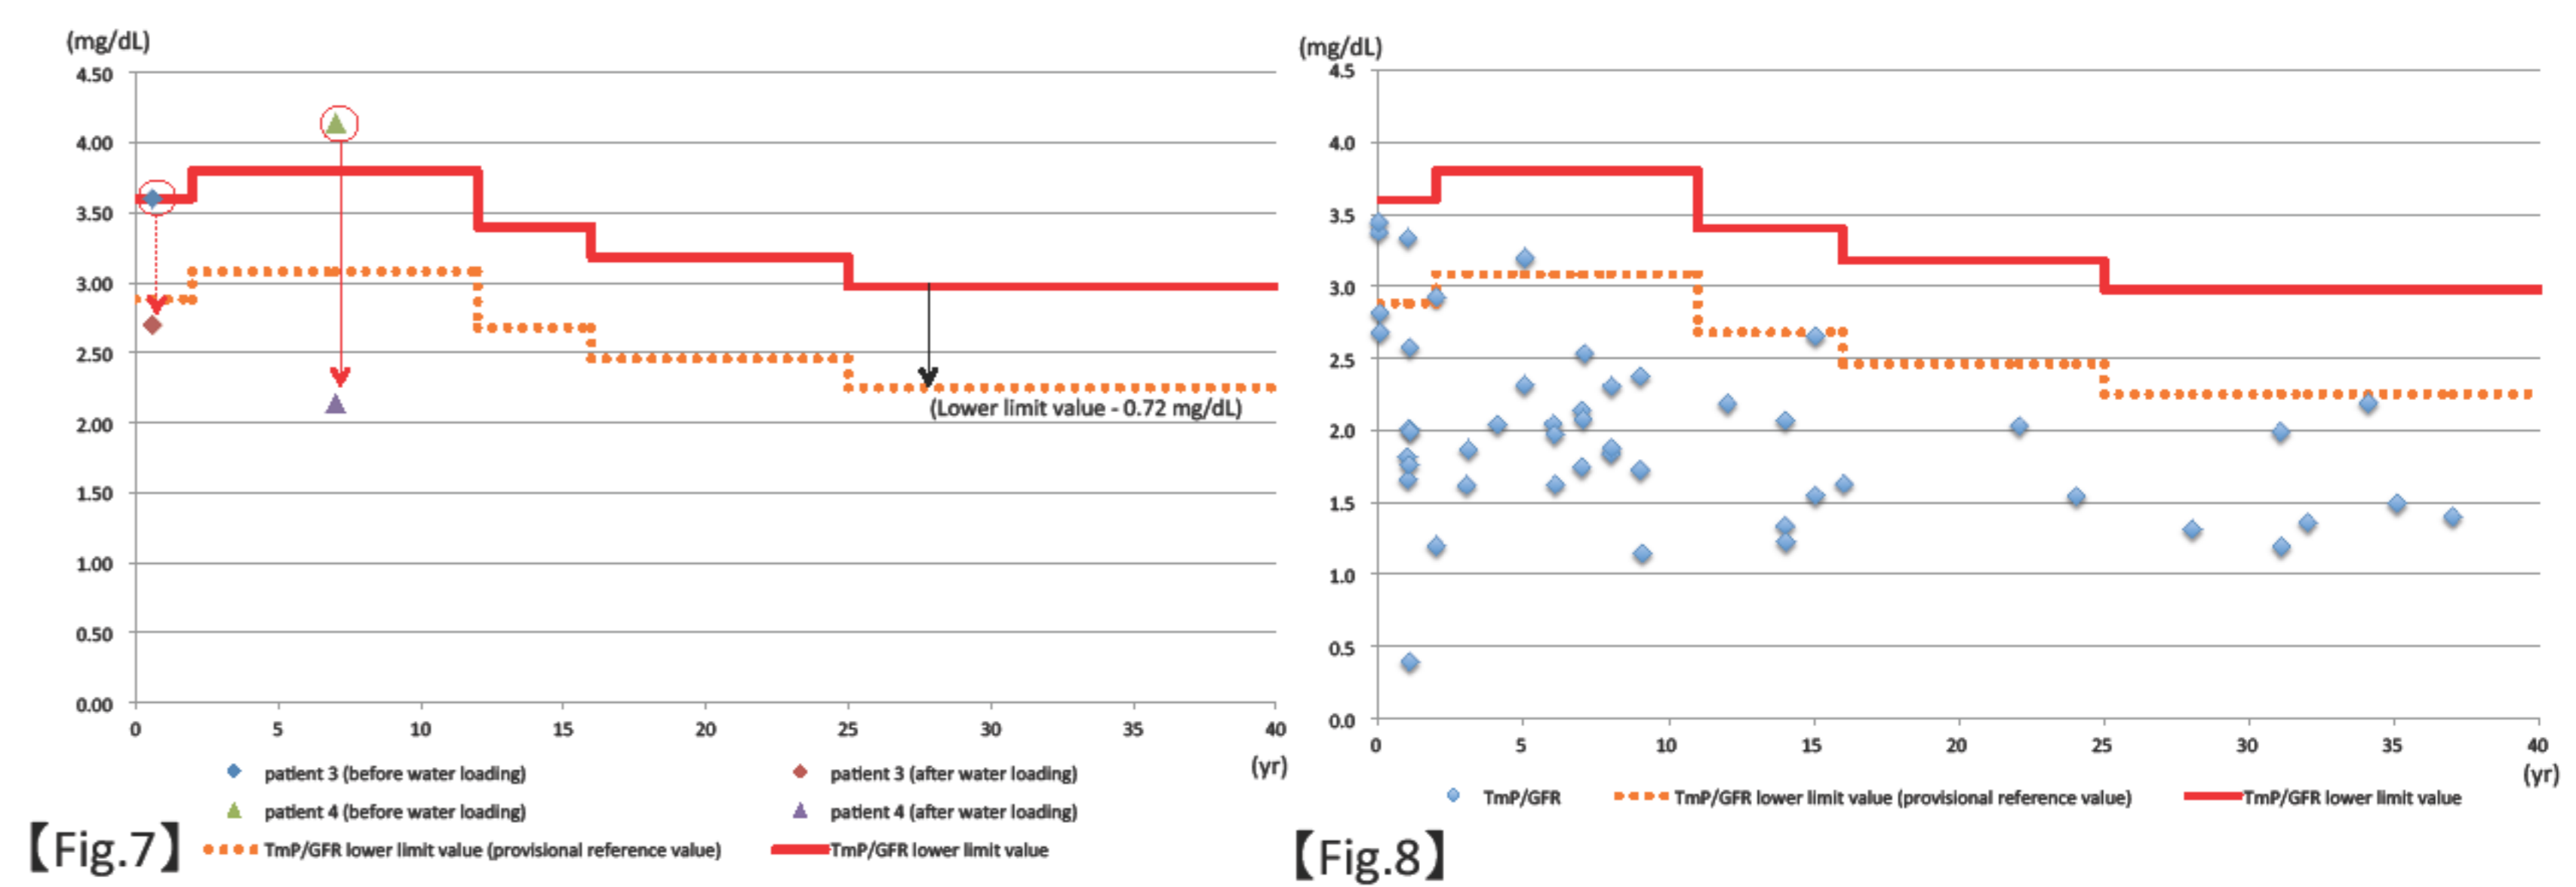 (mg/dL)
4.50
4.00
3.50
3.00
2.50
2.00
1.50
1.00
0.50
0.00
0 5 10 15 20 25 30 35 40
(yr)
(Lower limit value - 0.72 mg/dL)
patient 3 (before water loading) patient 3 (after water loading)
patient 4 (before water loading) patient 4 (after water loading)
TmP/GFR lower limit value (provisional reference value) TmP/GFR lower limit value
【Fig.7】
(mg/dL)
4.5
4.0
3.5
3.0
2.5
2.0
1.5
1.0
0.5
0.0
0 5 10 15 20 25 30 35 40
(yr)
TmP/GFR TmP/GFR lower limit value (provisional reference value) TmP/GFR lower limit value
【Fig.8】